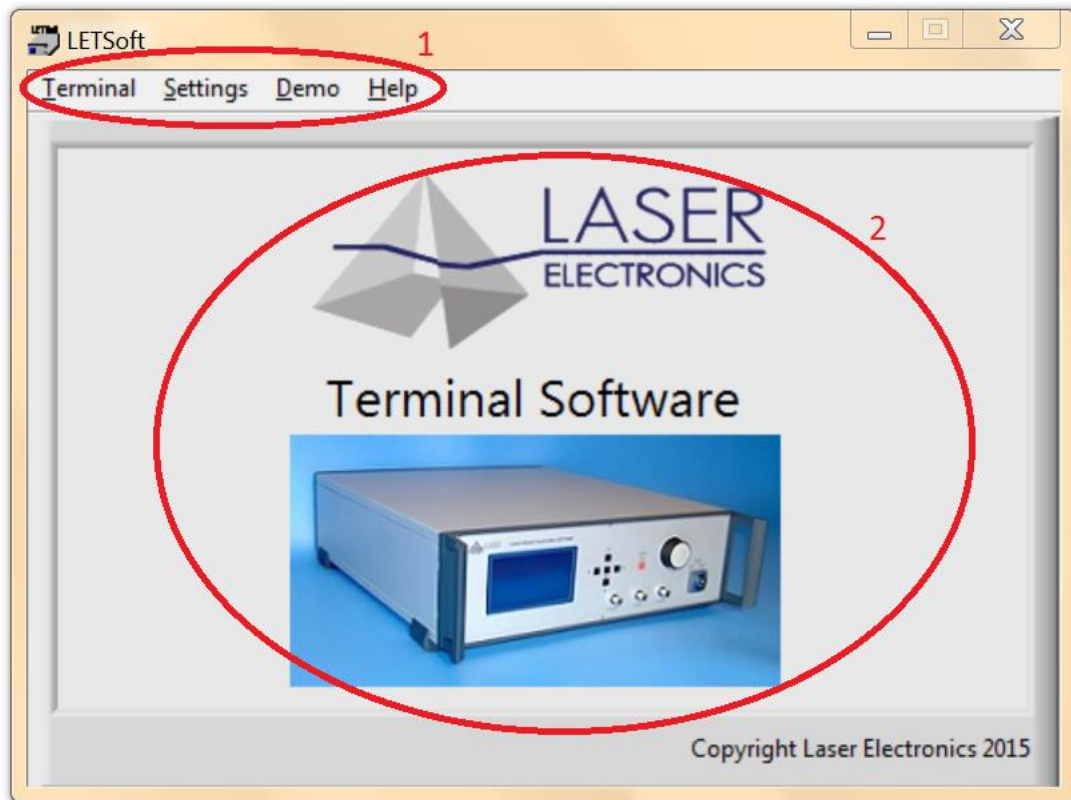 LETSoft
1
Terminal Settings Demo Help
2
LASER
ELECTRONICS
Terminal Software
Copyright Laser Electronics 2015